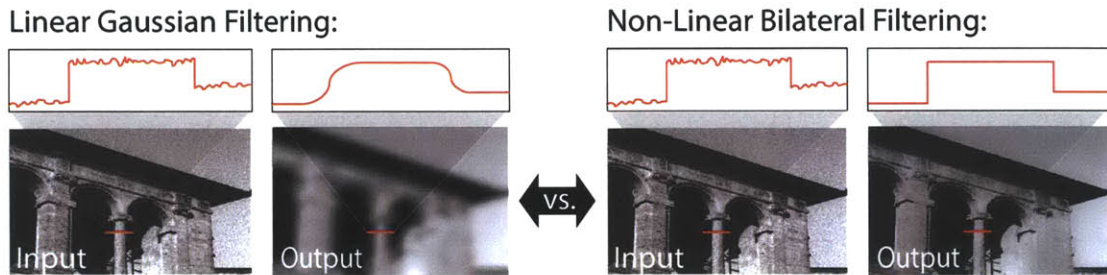 Linear Gaussian Filtering:
Non-Linear Bilateral Filtering:
Input
Output
vs.
Input
Output